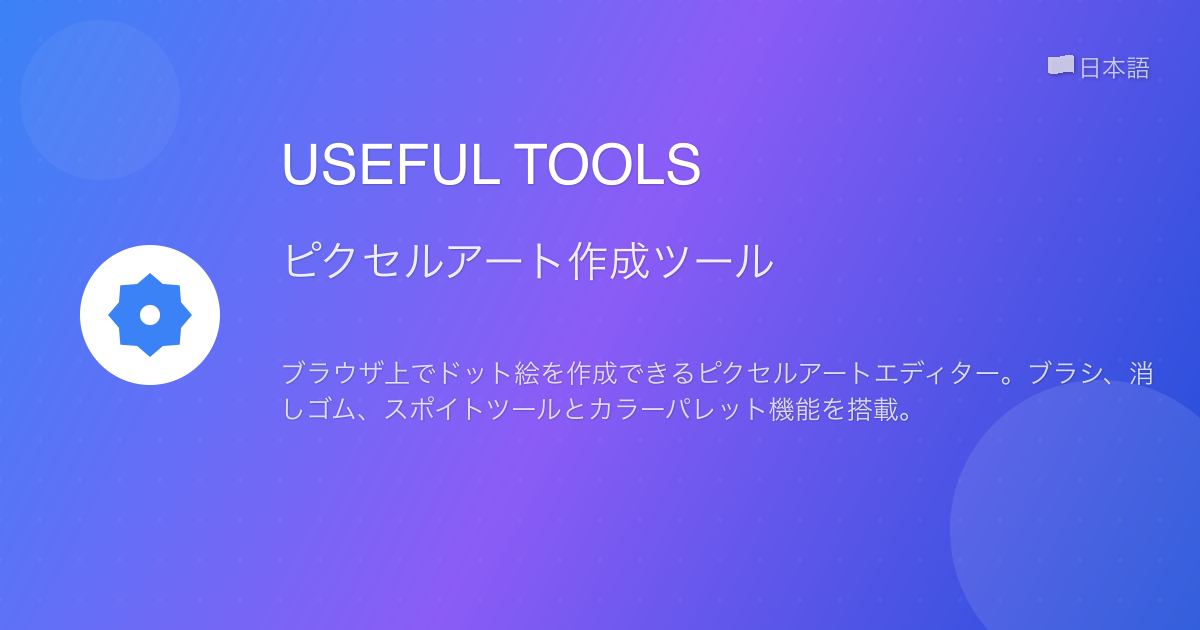 日本語
USEFUL TOOLS
ピクセルアート作成ツール
ブラウザ上でドット絵を作成できるピクセルアートエディター。ブラシ、消
しゴム、スポイトツールとカラーパレット機能を搭載。